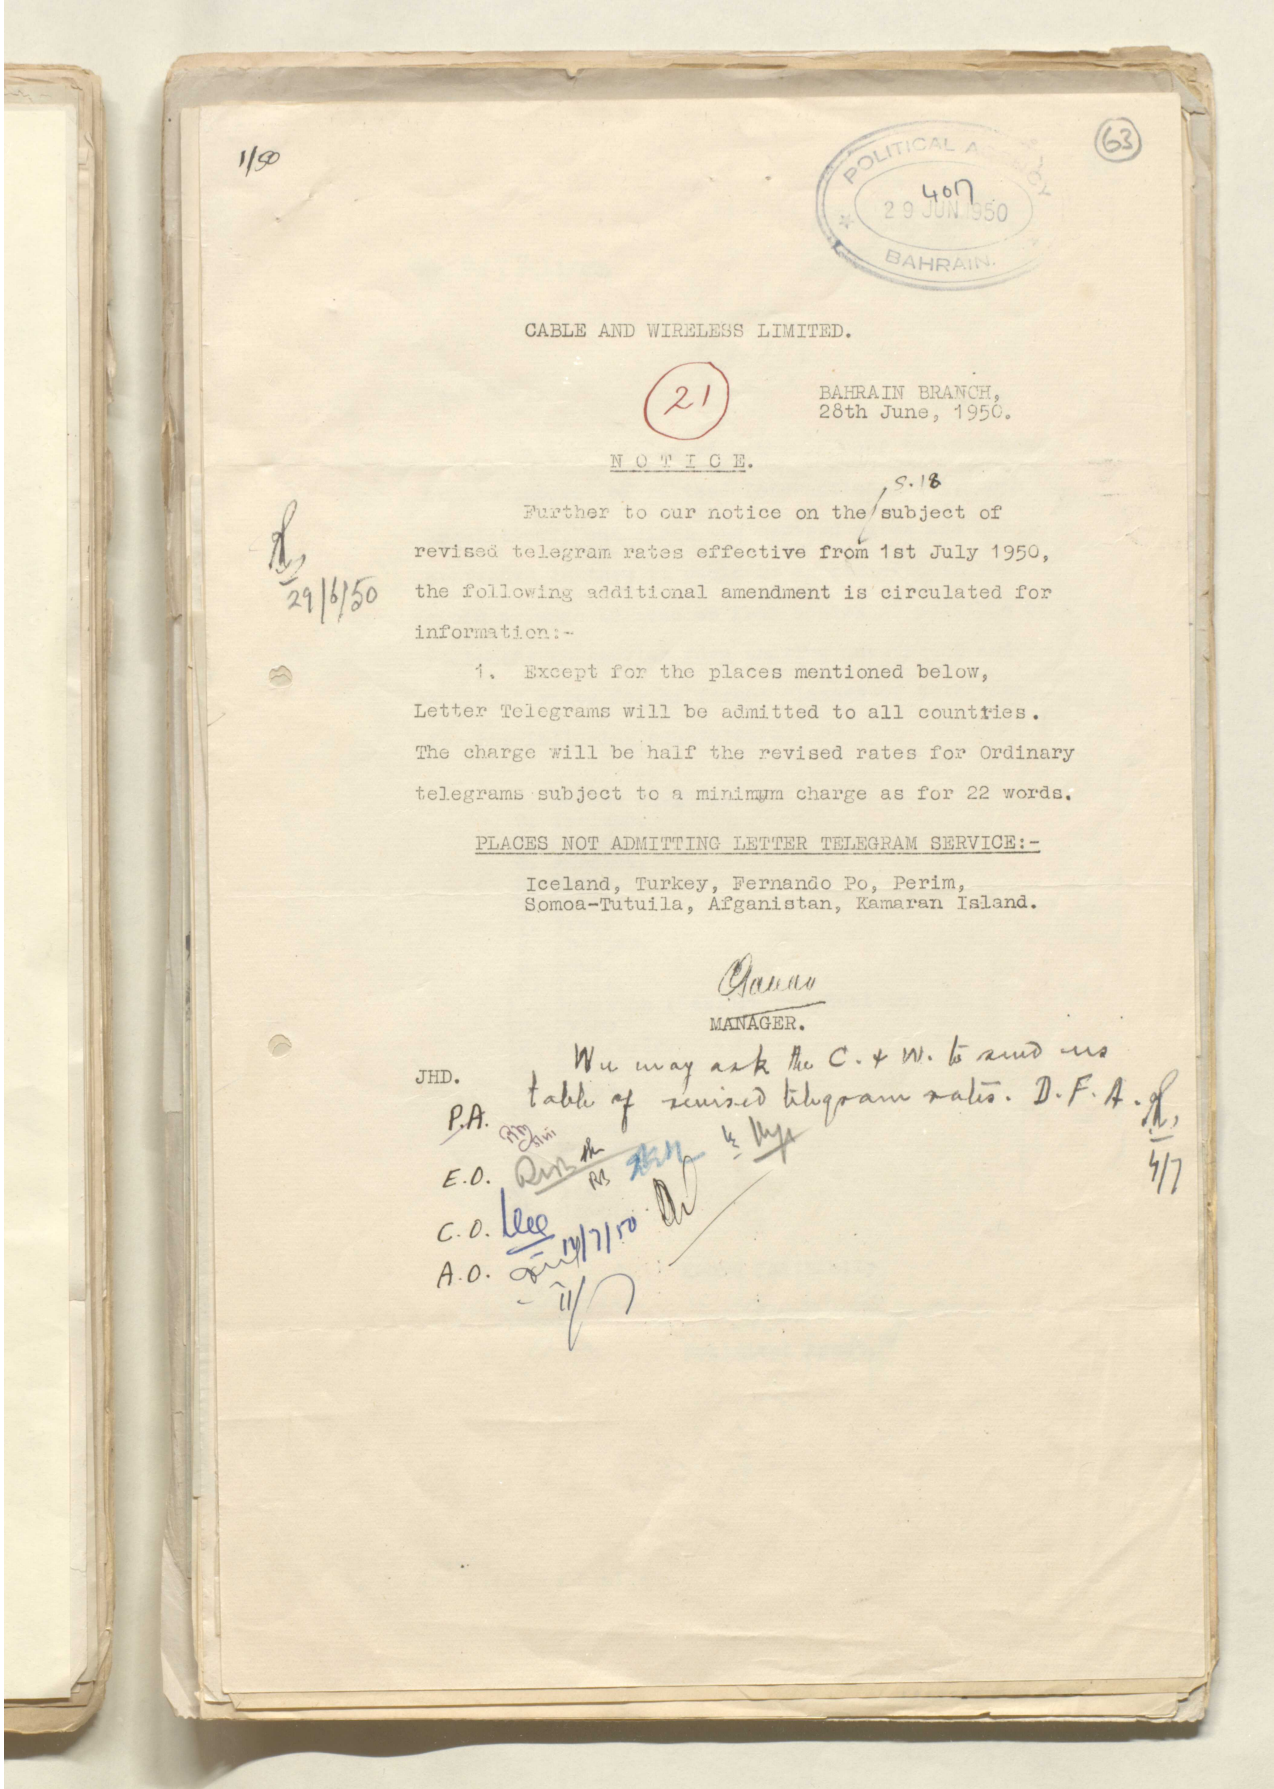 1/50
63
POLITICAL AGENCY
407
29 JUN 1950
BAHRAIN.
CABLE AND WIRELESS LIMITED.
21
BAHRAIN BRANCH,
28th June, 1950.
NOTICE.
S.18
Further to our notice on the subject of
revised telegram rates effective from 1st July 1950,
29/6/50
the following additional amendment is circulated for
information:-
1. Except for the places mentioned below,
Letter Telegrams will be admitted to all countries.
The charge will be half the revised rates for Ordinary
telegrams subject to a minimum charge as for 22 words.
PLACES NOT ADMITTING LETTER TELEGRAM SERVICE:-
Iceland, Turkey, Fernando Po, Perim,
Somoa-Tutuila, Afganistan, Kamaran Island.
MANAGER.
We may ask the C. & W. to send us
JHD.
table of revised telegram rates. D.F.A.
P.A.
4/7
E.O.
C.O. 12/7/50
A.O.
11/7